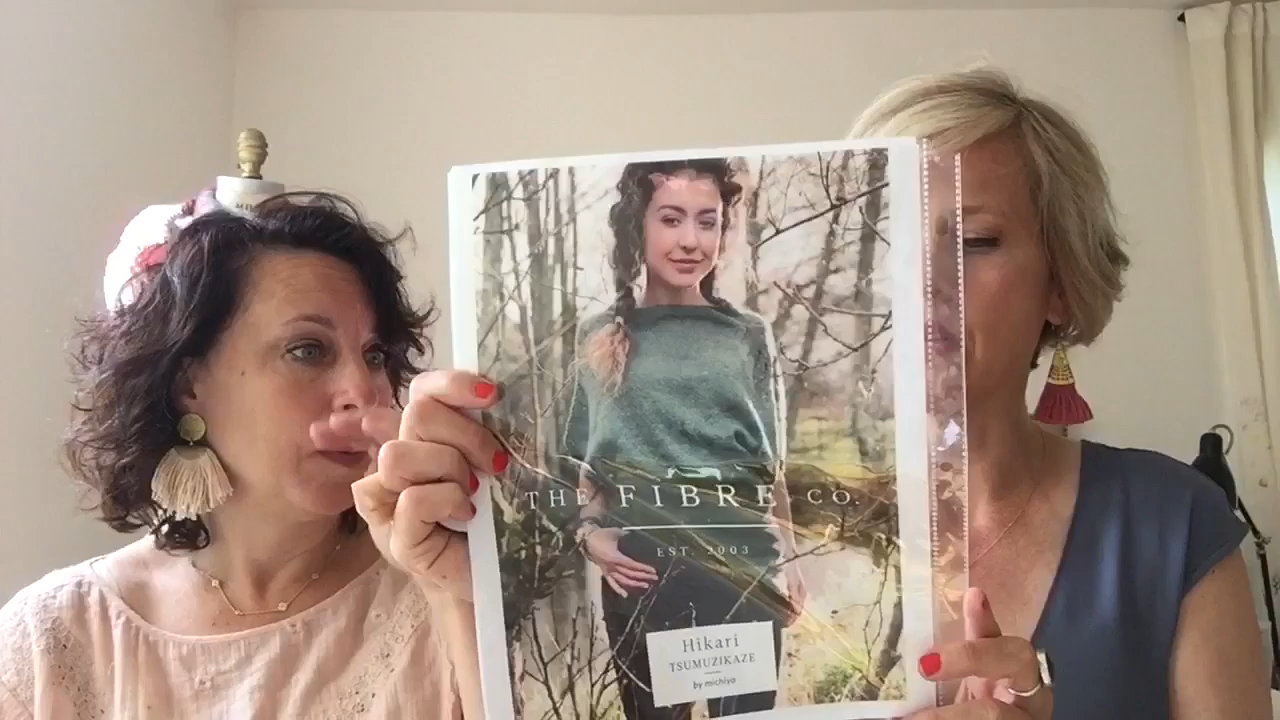 THE FIBRE CO.
EST. 2003
Hikari
TSUMUZIKAZE
by michiyo